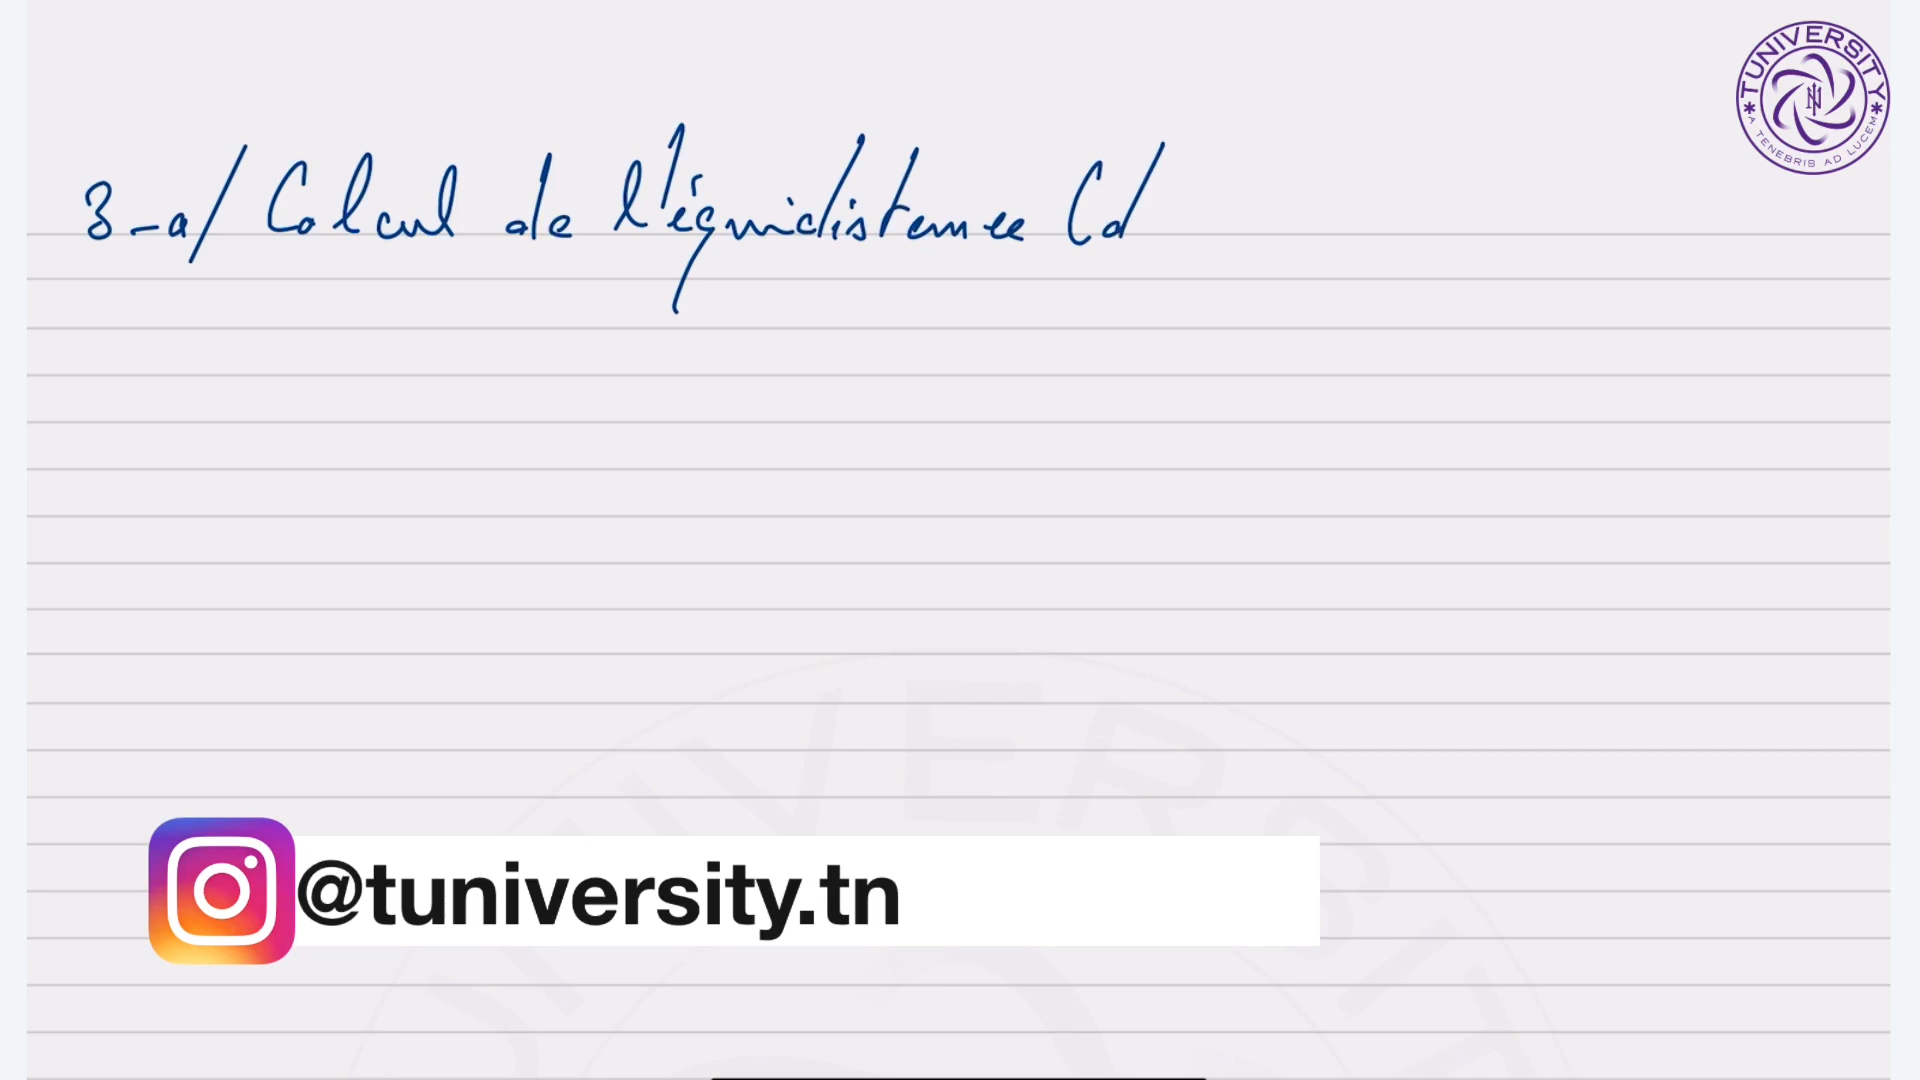 3-a/ Calcul de l'équidistance Cd
TUNIVERSITY
A TENEBRIS AD LUCEM
@tuniversity.tn